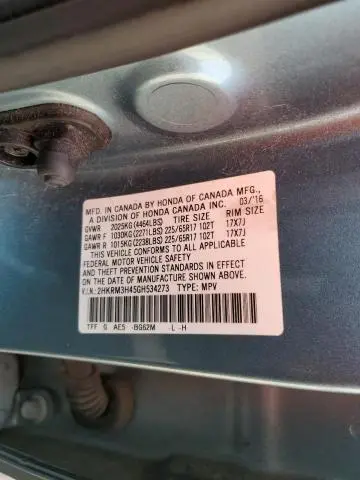 MFD. IN CANADA BY HONDA OF CANADA MFG.,
A DIVISION OF HONDA CANADA INC. 03/'16
GVWR 2025KG (4464LBS) TIRE SIZE RIM SIZE
GAWR F 1030KG (2271LBS) 225/65R17 102T 17X7J
GAWR R 1015KG (2238LBS) 225/65R17 102T 17X7J
THIS VEHICLE CONFORMS TO ALL APPLICABLE
FEDERAL MOTOR VEHICLE SAFETY
AND THEFT PREVENTION STANDARDS IN EFFECT
ON THE DATE OF MANUFACTURE SHOWN ABOVE.
V.I.N.: 2HKRM3H45GH534273 TYPE: MPV
TFF G AE5 -BG62M -L -H